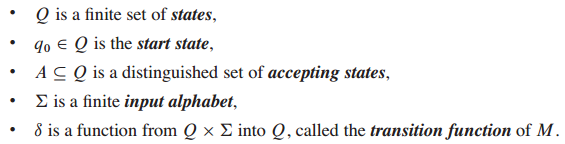 • Q is a finite set of states,
• q₀ ∈ Q is the start state,
• A ⊆ Q is a distinguished set of accepting states,
• Σ is a finite input alphabet,
• δ is a function from Q × Σ into Q, called the transition function of M.